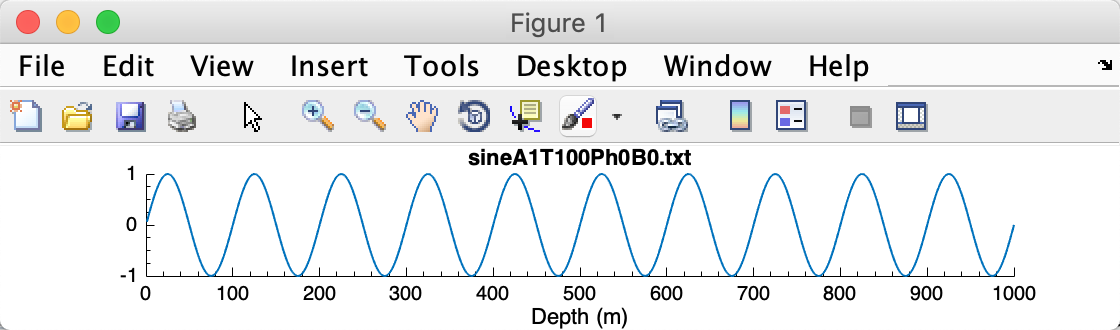 Figure 1
File Edit View Insert Tools Desktop Window Help
sineA1T100Ph0B0.txt
1
0
-1
0 100 200 300 400 500 600 700 800 900 1000
Depth (m)